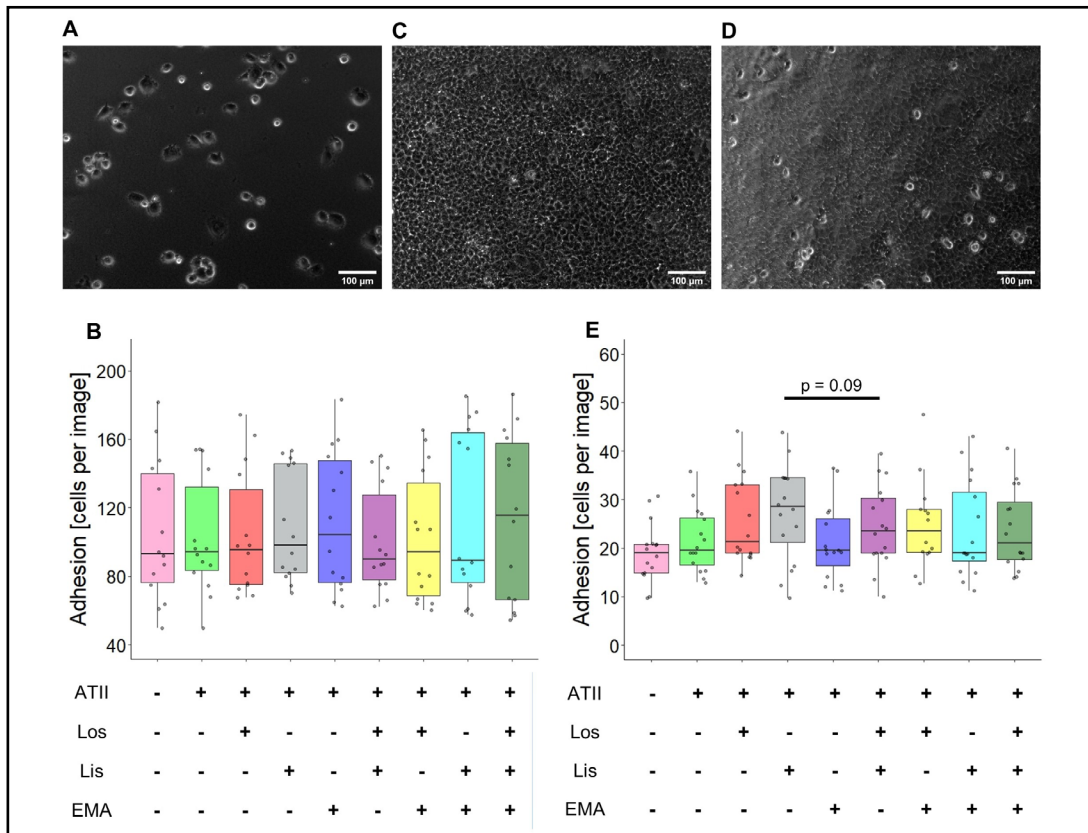 A
C
D
100 µm
100 µm
100 µm
B
E
Adhesion [cells per image]
200
160
120
80
40
Adhesion [cells per image]
60
50
40
30
20
10
0
p = 0.09
ATII - + + + + + + + +
Los - - + - - + + - +
Lis - - - + - + - + +
EMA - - - - + - + + +
ATII - + + + + + + + +
Los - - + - - + + - +
Lis - - - + - + - + +
EMA - - - - + - + + +